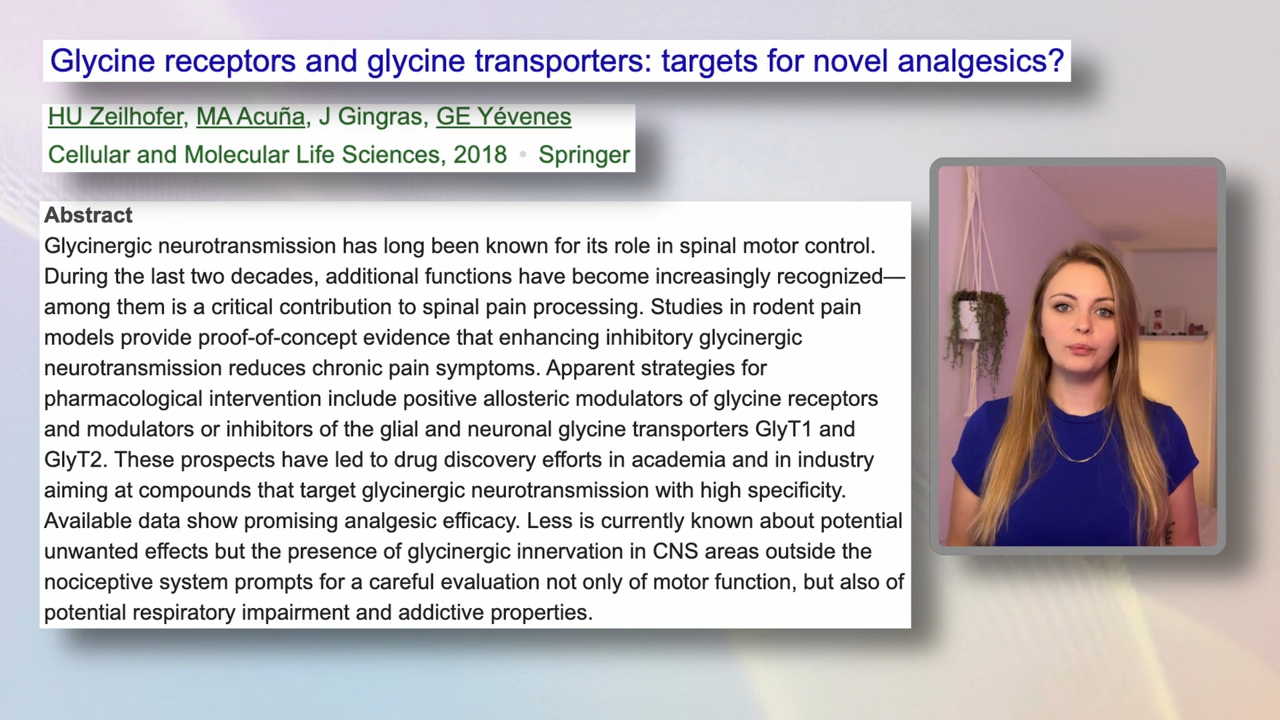 Glycine receptors and glycine transporters: targets for novel analgesics?
HU Zeilhofer, MA Acuña, J Gingras, GE Yévenes
Cellular and Molecular Life Sciences, 2018 • Springer
Abstract
Glycinergic neurotransmission has long been known for its role in spinal motor control.
During the last two decades, additional functions have become increasingly recognized—
among them is a critical contribution to spinal pain processing. Studies in rodent pain
models provide proof-of-concept evidence that enhancing inhibitory glycinergic
neurotransmission reduces chronic pain symptoms. Apparent strategies for
pharmacological intervention include positive allosteric modulators of glycine receptors
and modulators or inhibitors of the glial and neuronal glycine transporters GlyT1 and
GlyT2. These prospects have led to drug discovery efforts in academia and in industry
aiming at compounds that target glycinergic neurotransmission with high specificity.
Available data show promising analgesic efficacy. Less is currently known about potential
unwanted effects but the presence of glycinergic innervation in CNS areas outside the
nociceptive system prompts for a careful evaluation not only of motor function, but also of
potential respiratory impairment and addictive properties.